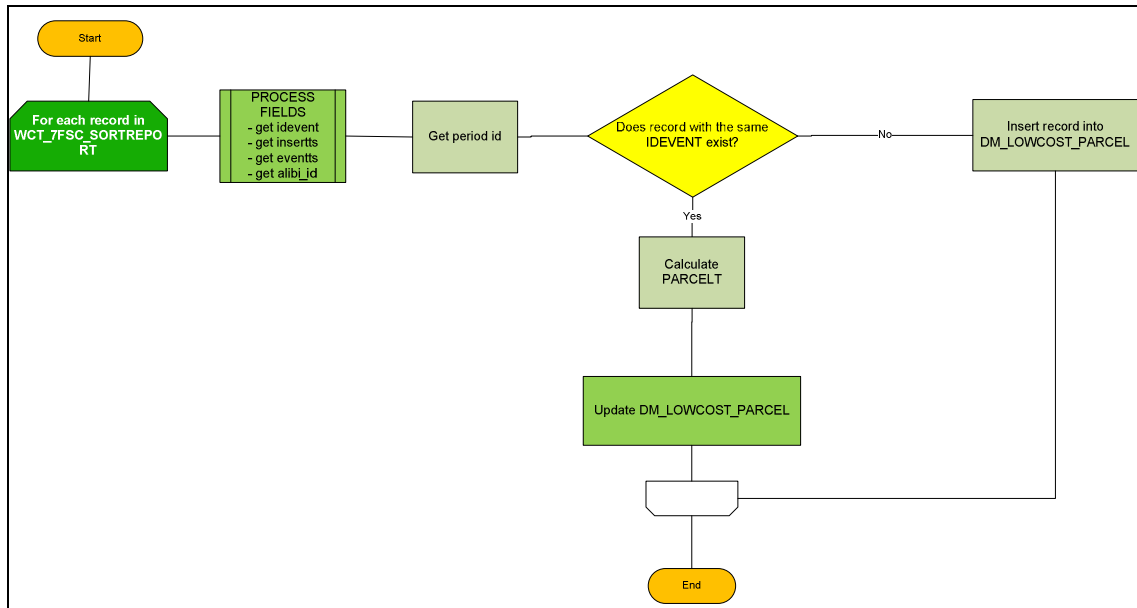 Start
For each record in
WCT_7FSC_SORTREPO
RT
PROCESS
FIELDS
- get idevent
- get insertts
- get eventts
- get alibi_id
Get period id
Does record with the same
IDEVENT exist?
No
Insert record into
DM_LOWCOST_PARCEL
Yes
Calculate
PARCELT
Update DM_LOWCOST_PARCEL
End